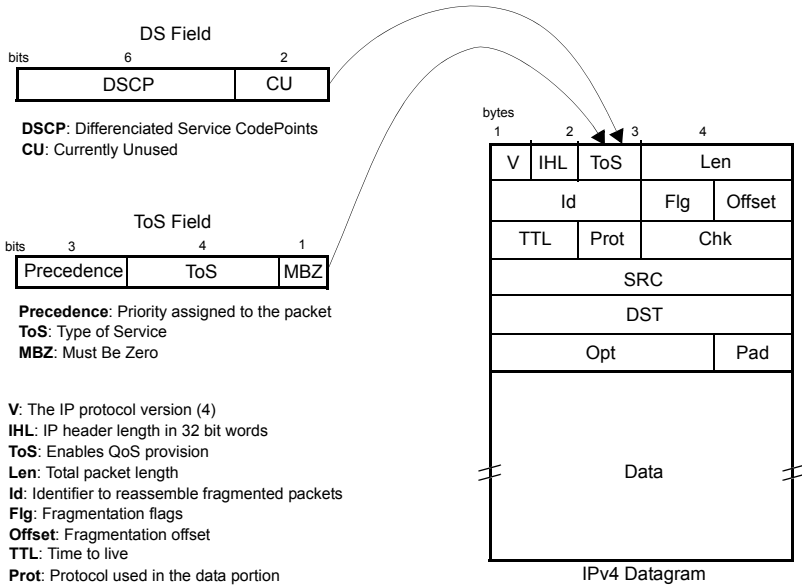 DS Field
bits 6 2
DSCP CU
DSCP: Differenciated Service CodePoints
CU: Currently Unused
ToS Field
bits 3 4 1
Precedence ToS MBZ
Precedence: Priority assigned to the packet
ToS: Type of Service
MBZ: Must Be Zero
V: The IP protocol version (4)
IHL: IP header length in 32 bit words
ToS: Enables QoS provision
Len: Total packet length
Id: Identifier to reassemble fragmented packets
Flg: Fragmentation flags
Offset: Fragmentation offset
TTL: Time to live
Prot: Protocol used in the data portion
bytes
1 2 3 4
V IHL ToS Len
Id Flg Offset
TTL Prot Chk
SRC
DST
Opt Pad
Data
IPv4 Datagram